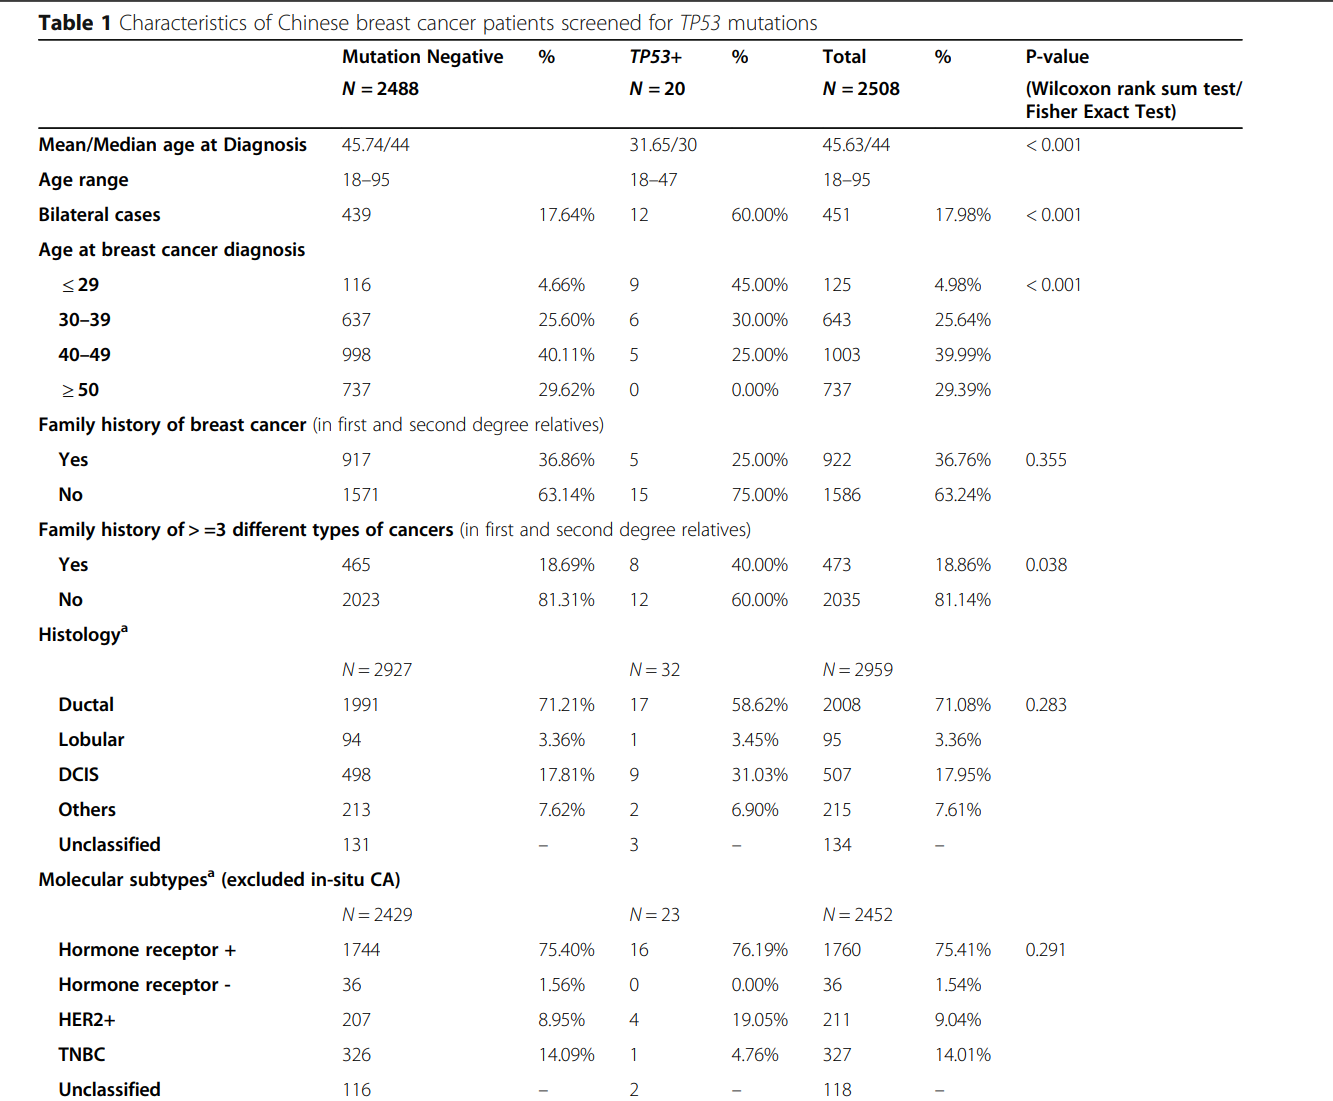 Table 1 Characteristics of Chinese breast cancer patients screened for TP53 mutations
Mutation Negative % TP53+ % Total % P-value
N = 2488 N = 20 N = 2508 (Wilcoxon rank sum test/
Fisher Exact Test)
Mean/Median age at Diagnosis 45.74/44 31.65/30 45.63/44 < 0.001
Age range 18–95 18–47 18–95
Bilateral cases 439 17.64% 12 60.00% 451 17.98% < 0.001
Age at breast cancer diagnosis
≤ 29 116 4.66% 9 45.00% 125 4.98% < 0.001
30–39 637 25.60% 6 30.00% 643 25.64%
40–49 998 40.11% 5 25.00% 1003 39.99%
≥ 50 737 29.62% 0 0.00% 737 29.39%
Family history of breast cancer (in first and second degree relatives)
Yes 917 36.86% 5 25.00% 922 36.76% 0.355
No 1571 63.14% 15 75.00% 1586 63.24%
Family history of > =3 different types of cancers (in first and second degree relatives)
Yes 465 18.69% 8 40.00% 473 18.86% 0.038
No 2023 81.31% 12 60.00% 2035 81.14%
Histologyᵃ
N = 2927 N = 32 N = 2959
Ductal 1991 71.21% 17 58.62% 2008 71.08% 0.283
Lobular 94 3.36% 1 3.45% 95 3.36%
DCIS 498 17.81% 9 31.03% 507 17.95%
Others 213 7.62% 2 6.90% 215 7.61%
Unclassified 131 – 3 – 134 –
Molecular subtypesᵃ (excluded in-situ CA)
N = 2429 N = 23 N = 2452
Hormone receptor + 1744 75.40% 16 76.19% 1760 75.41% 0.291
Hormone receptor - 36 1.56% 0 0.00% 36 1.54%
HER2+ 207 8.95% 4 19.05% 211 9.04%
TNBC 326 14.09% 1 4.76% 327 14.01%
Unclassified 116 – 2 – 118 –